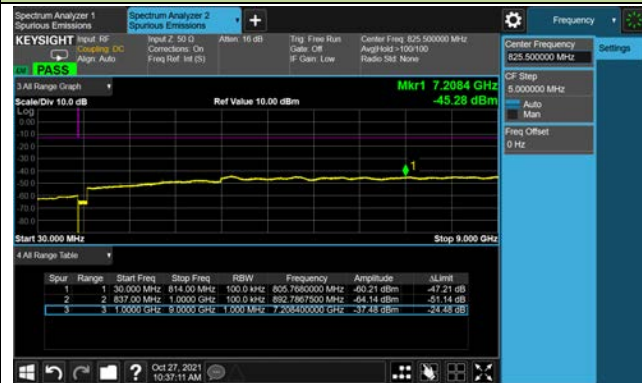 Spectrum Analyzer 1
Spurious Emissions
Spectrum Analyzer 2
Spurious Emissions
Frequency
KEYSIGHT Input: RF
Coupling: DC
Align: Auto
Input Z: 50 Ω
Corrections: On
Freq Ref: Int (S)
Atten: 16 dB
Trig: Free Run
Gate: Off
IF Gain: Low
Center Freq: 825.500000 MHz
Avg|Hold:>100/100
Radio Std: None
PASS
Center Frequency
825.500000 MHz
Settings
CF Step
5.000000 MHz
Auto
Man
Freq Offset
0 Hz
3 All Range Graph
Mkr1 7.2084 GHz
Scale/Div 10.0 dB
Ref Value 10.00 dBm
-45.28 dBm
Log
0.00
-10.0
-20.0
-30.0
-40.0
-50.0
-60.0
-70.0
-80.0
1
Start 30.000 MHz
Stop 9.000 GHz
4 All Range Table
Spur Range Start Freq Stop Freq RBW Frequency Amplitude ΔLimit
1 1 30.000 MHz 814.00 MHz 100.0 kHz 805.7680000 MHz -60.21 dBm -47.21 dB
2 2 837.00 MHz 1.0000 GHz 100.0 kHz 892.7867500 MHz -64.14 dBm -51.14 dB
3 3 1.0000 GHz 9.0000 GHz 1.000 MHz 7.208400000 GHz -37.48 dBm -24.48 dB
Oct 27, 2021
10:37:11 AM